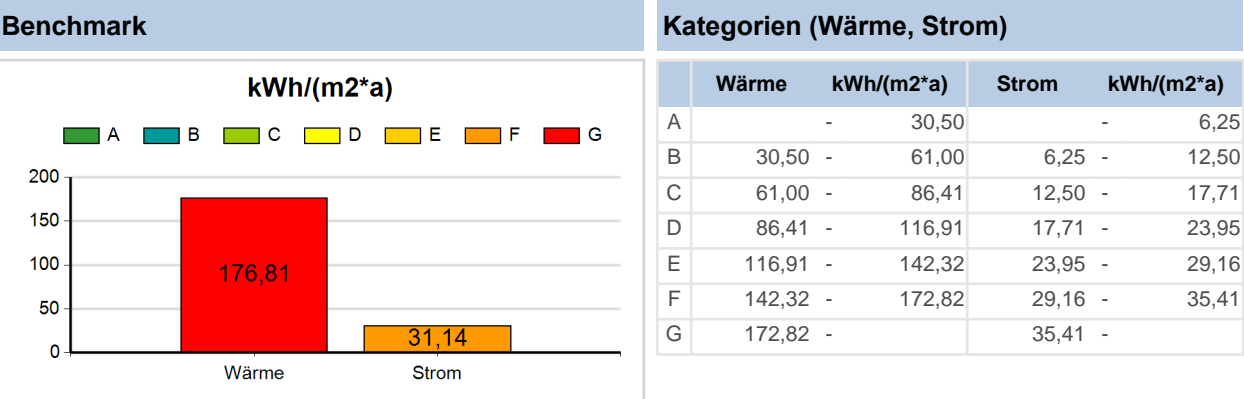 Benchmark
kWh/(m2*a)
A B C D E F G
200
150
100
50
0
176,81
31,14
Wärme Strom
Kategorien (Wärme, Strom)
Wärme kWh/(m2*a) Strom kWh/(m2*a)
A - 30,50 - 6,25
B 30,50 - 61,00 6,25 - 12,50
C 61,00 - 86,41 12,50 - 17,71
D 86,41 - 116,91 17,71 - 23,95
E 116,91 - 142,32 23,95 - 29,16
F 142,32 - 172,82 29,16 - 35,41
G 172,82 - 35,41 -